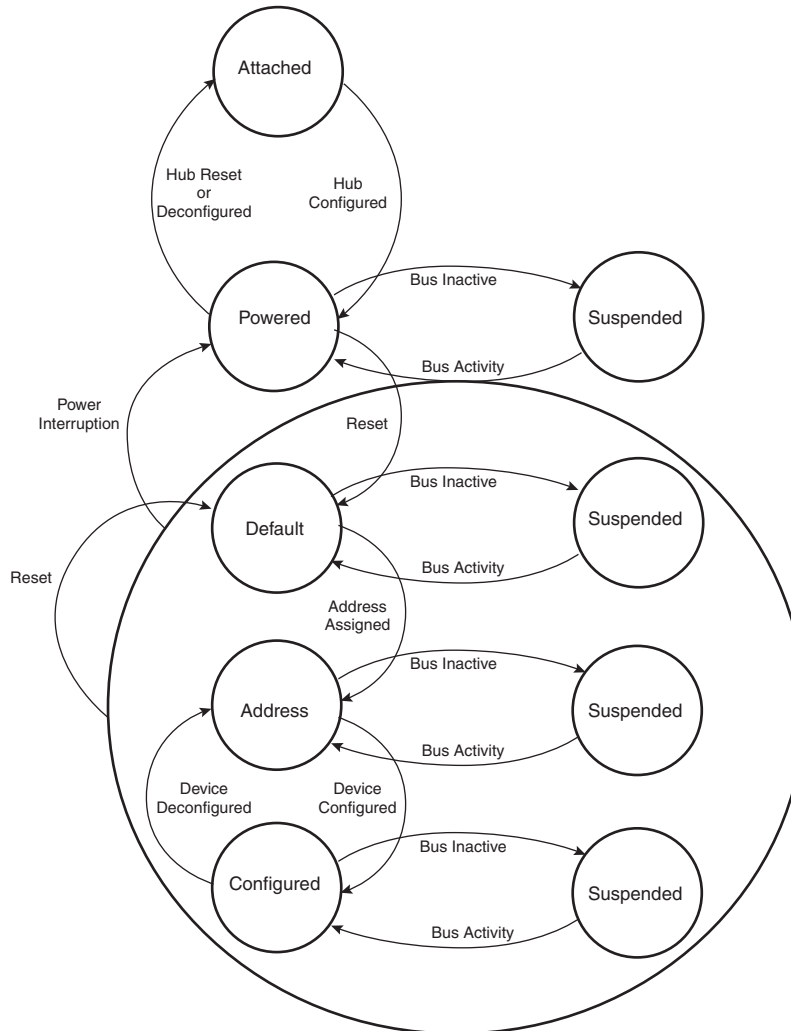 Attached
Hub Reset
or
Deconfigured
Hub
Configured
Bus Inactive
Powered
Suspended
Bus Activity
Power
Interruption
Reset
Bus Inactive
Default
Suspended
Bus Activity
Reset
Address
Assigned
Bus Inactive
Address
Suspended
Bus Activity
Device
Deconfigured
Device
Configured
Bus Inactive
Configured
Suspended
Bus Activity